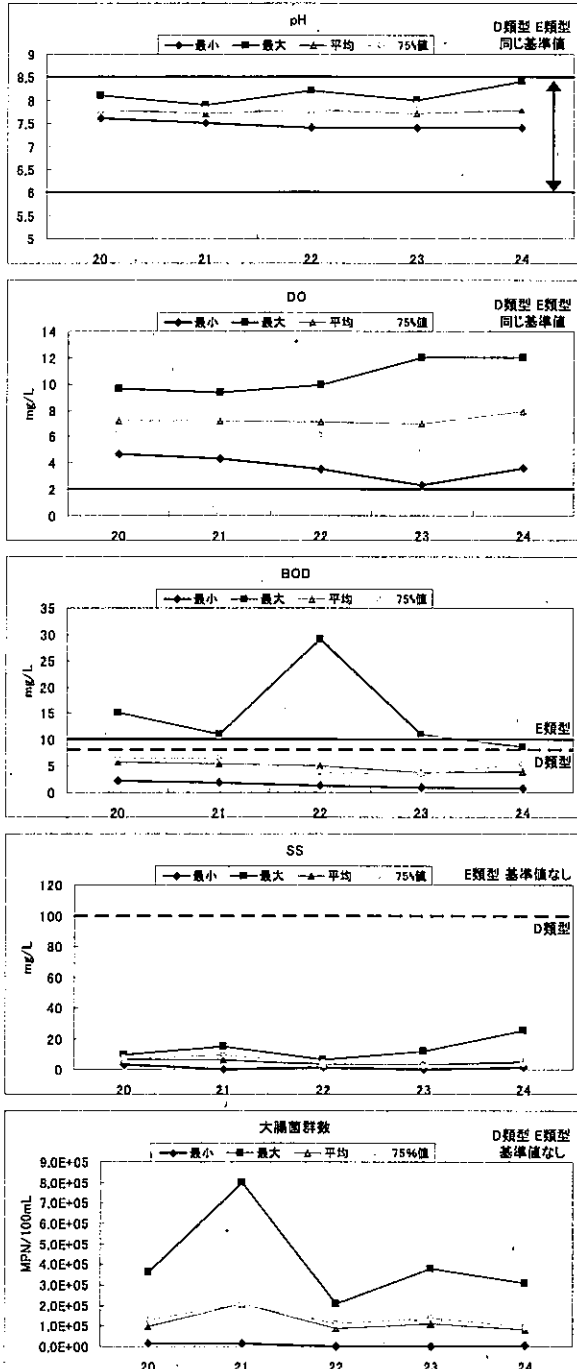 pH
D類型 E類型
同じ基準値
最小 最大 平均 75%値
9
8.5
8
7.5
7
6.5
6
5.5
5
20 21 22 23 24
DO
D類型 E類型
同じ基準値
最小 最大 平均 75%値
mg/L
14
12
10
8
6
4
2
0
20 21 22 23 24
BOD
最小 最大 平均 75%値
mg/L
35
30
25
20
15
10
5
0
E類型
D類型
20 21 22 23 24
SS
最小 最大 平均 75%値
E類型 基準値なし
mg/L
120
100
80
60
40
20
0
D類型
20 21 22 23 24
大腸菌群数
D類型 E類型
基準値なし
最小 最大 平均 75%値
MPN/100mL
9.0E+05
8.0E+05
7.0E+05
6.0E+05
5.0E+05
4.0E+05
3.0E+05
2.0E+05
1.0E+05
0.0E+00
20 21 22 23 24